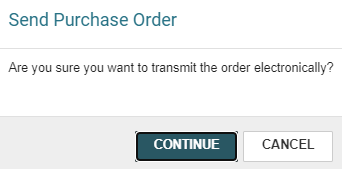 Send Purchase Order
Are you sure you want to transmit the order electronically?
CONTINUE CANCEL